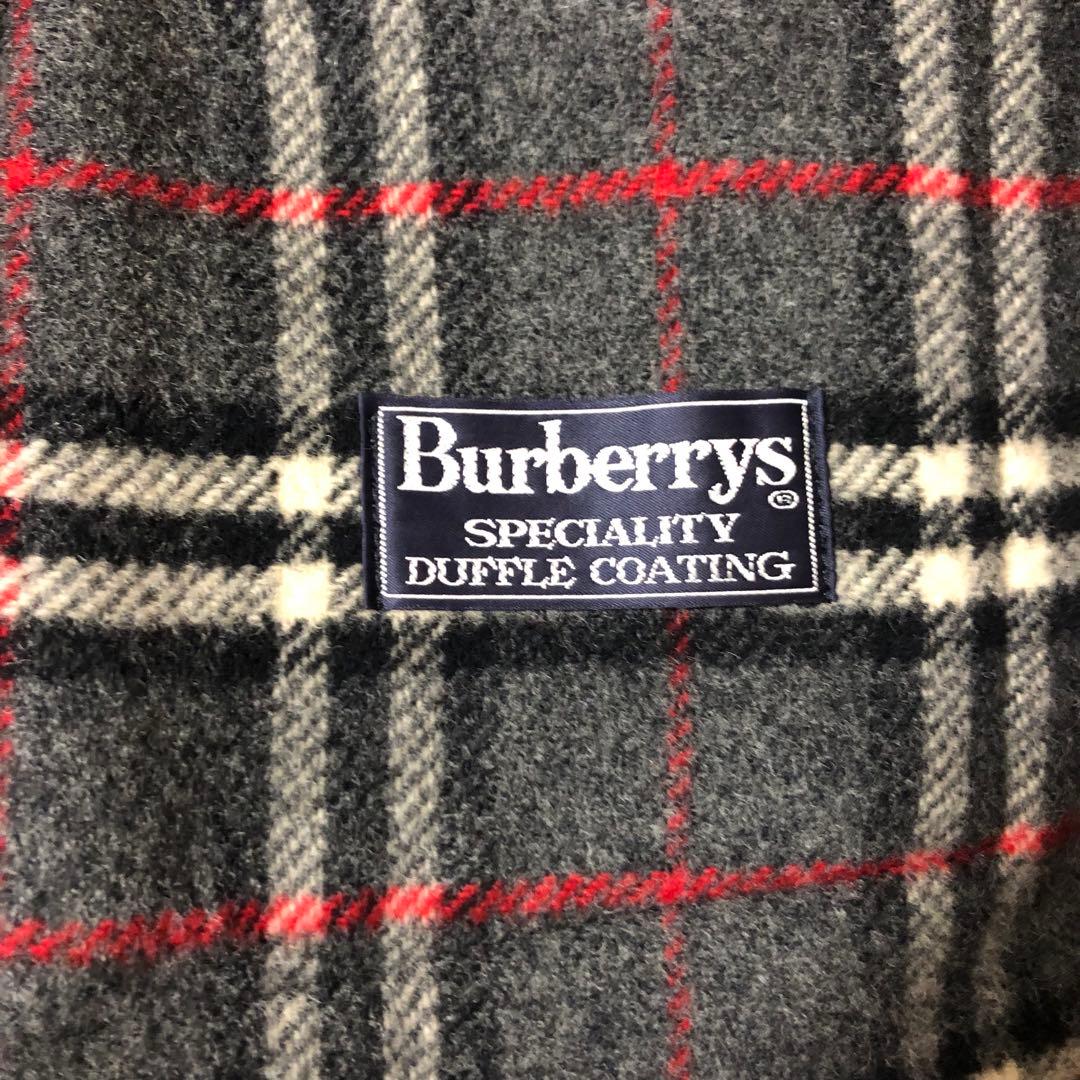 Burberrys®
SPECIALITY
DUFFLE COATING